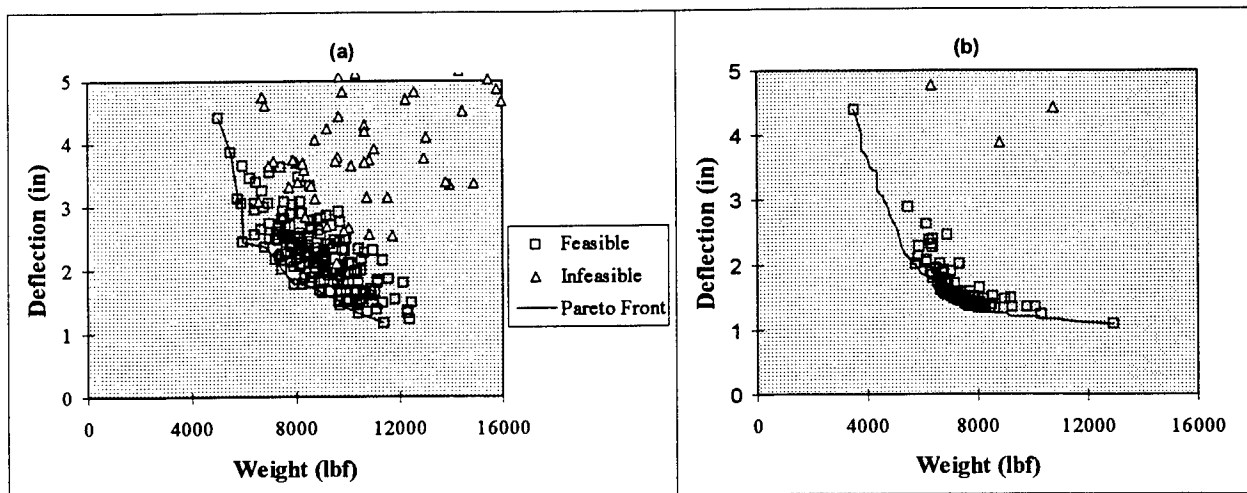 (a)
5
4
3
2
1
0
Deflection (in)
0 4000 8000 12000 16000
Weight (lbf)
Feasible
Infeasible
Pareto Front
(b)
5
4
3
2
1
0
Deflection (in)
0 4000 8000 12000 16000
Weight (lbf)